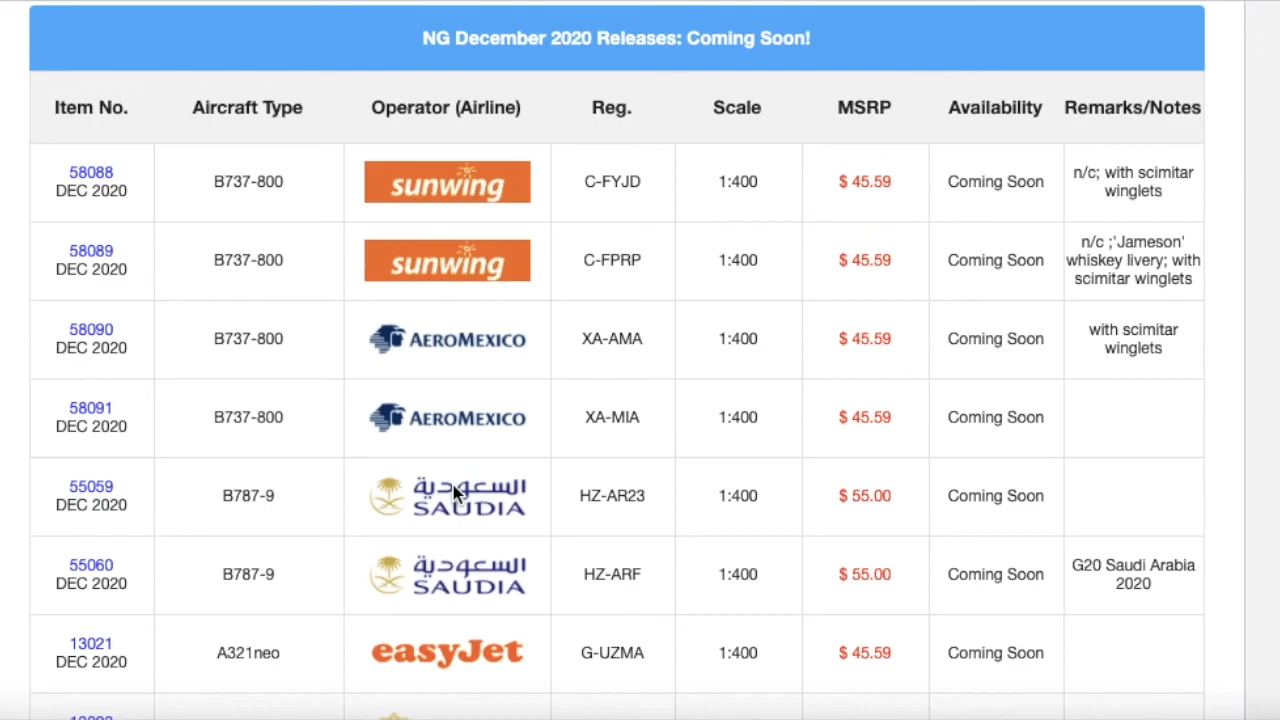 NG December 2020 Releases: Coming Soon!
Item No. Aircraft Type Operator (Airline) Reg. Scale MSRP Availability Remarks/Notes
58088
DEC 2020
B737-800
sunwing
C-FYJD
1:400
$ 45.59
Coming Soon
n/c; with scimitar
winglets
58089
DEC 2020
B737-800
sunwing
C-FPRP
1:400
$ 45.59
Coming Soon
n/c ;'Jameson'
whiskey livery; with
scimitar winglets
58090
DEC 2020
B737-800
AEROMEXICO
XA-AMA
1:400
$ 45.59
Coming Soon
with scimitar
winglets
58091
DEC 2020
B737-800
AEROMEXICO
XA-MIA
1:400
$ 45.59
Coming Soon
55059
DEC 2020
B787-9
السعودية
SAUDIA
HZ-AR23
1:400
$ 55.00
Coming Soon
55060
DEC 2020
B787-9
السعودية
SAUDIA
HZ-ARF
1:400
$ 55.00
Coming Soon
G20 Saudi Arabia
2020
13021
DEC 2020
A321neo
easyJet
G-UZMA
1:400
$ 45.59
Coming Soon